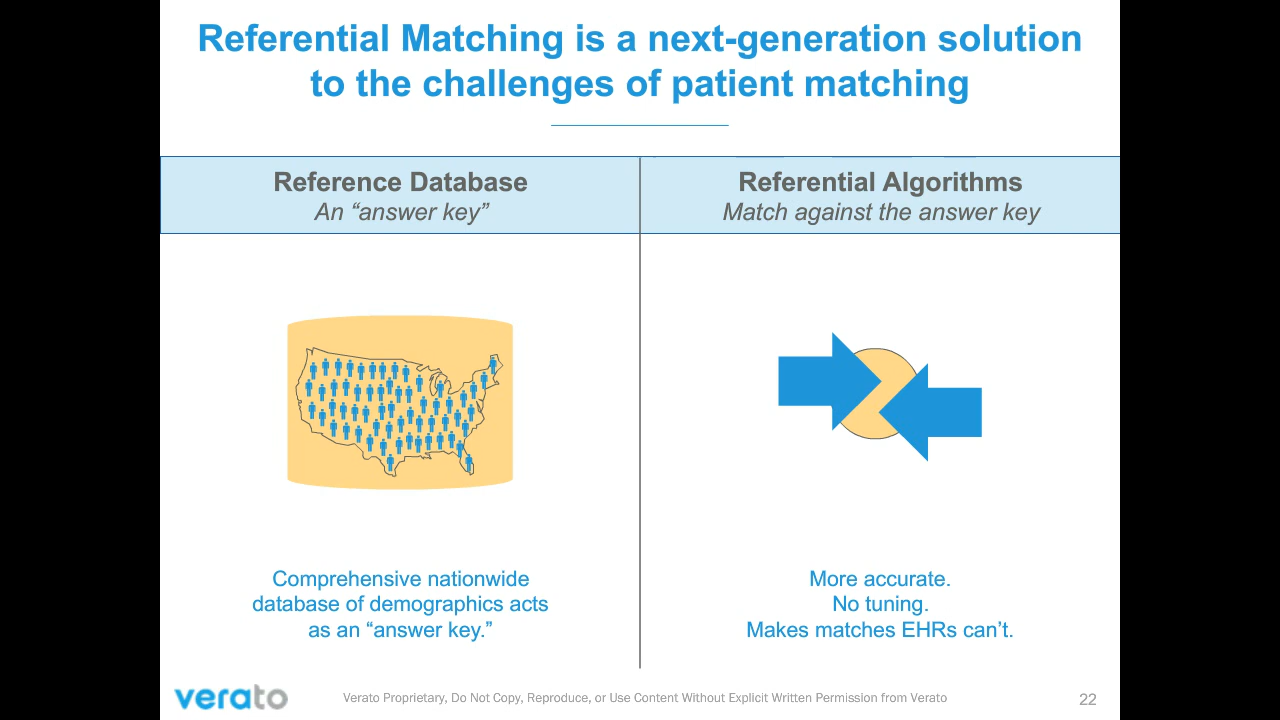 Referential Matching is a next-generation solution
to the challenges of patient matching
Reference Database
An “answer key”
Referential Algorithms
Match against the answer key
Comprehensive nationwide
database of demographics acts
as an “answer key.”
More accurate.
No tuning.
Makes matches EHRs can’t.
verato
Verato Proprietary, Do Not Copy, Reproduce, or Use Content Without Explicit Written Permission from Verato
22